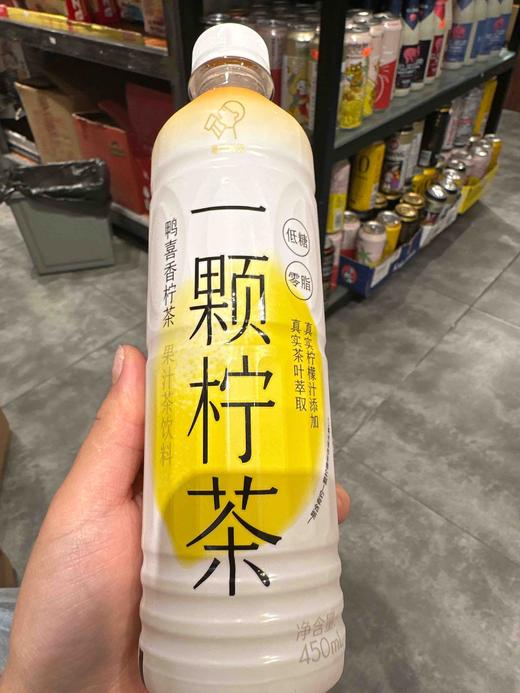 一颗柠茶
鸭喜香柠茶 果汁茶饮料
低糖
零脂
真实柠檬汁添加
真实茶叶萃取
净含量
450mL